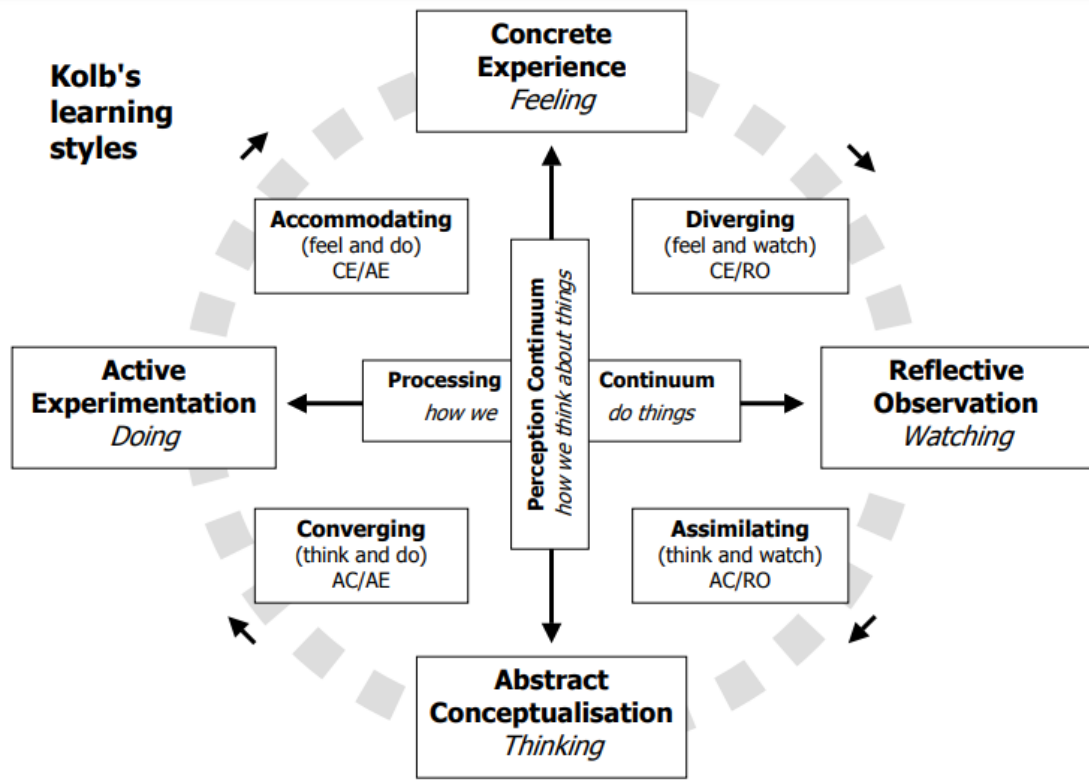 Kolb's
learning
styles
Concrete
Experience
Feeling
Accommodating
(feel and do)
CE/AE
Diverging
(feel and watch)
CE/RO
Active
Experimentation
Doing
Processing
how we
Perception Continuum
how we think about things
Continuum
do things
Reflective
Observation
Watching
Converging
(think and do)
AC/AE
Assimilating
(think and watch)
AC/RO
Abstract
Conceptualisation
Thinking